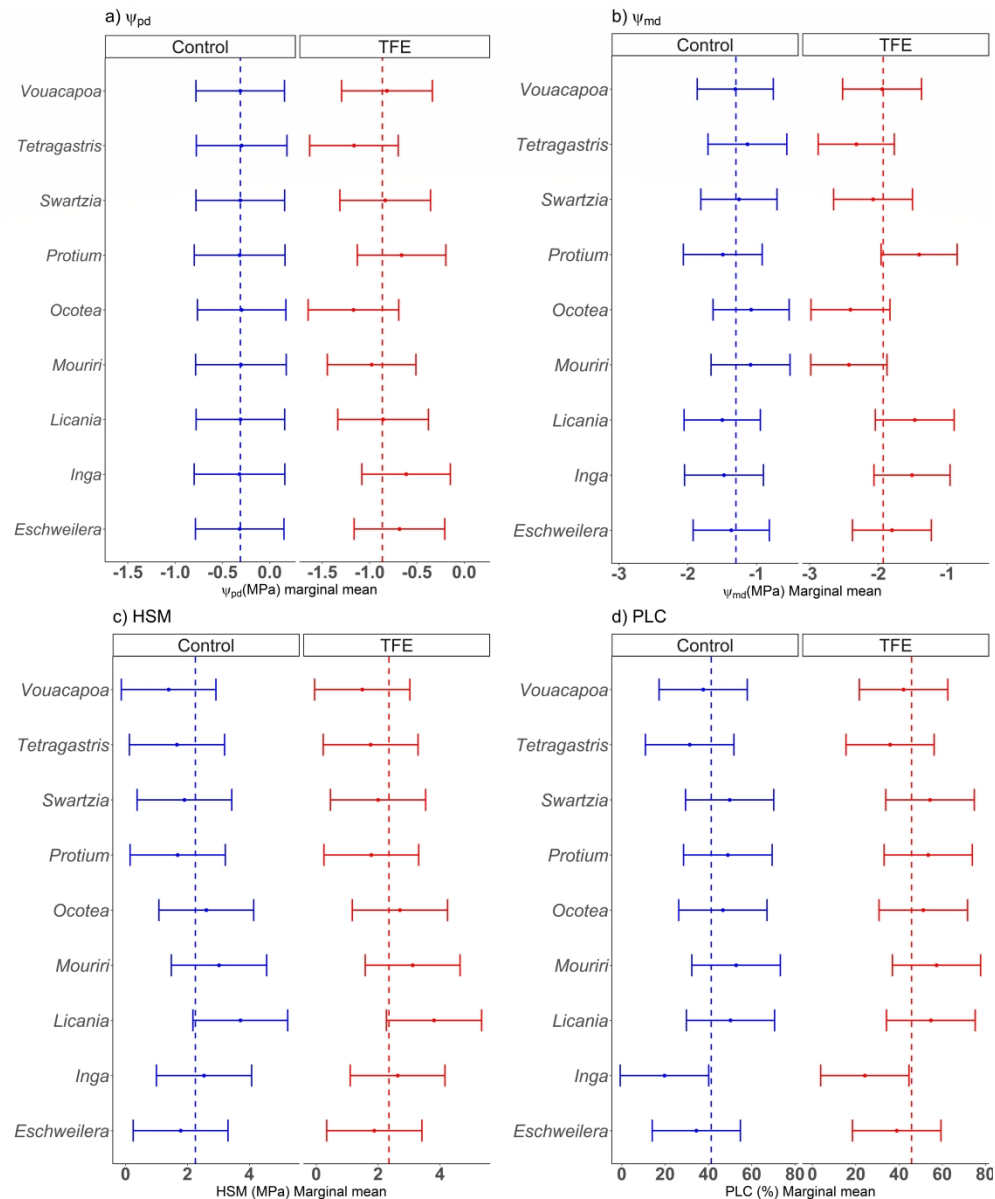 a) Ψpd
Control TFE
Vouacapoa
Tetragastris
Swartzia
Protium
Ocotea
Mouriri
Licania
Inga
Eschweilera
-1.5 -1.0 -0.5 0.0 -1.5 -1.0 -0.5 0.0
Ψpd(MPa) marginal mean
b) Ψmd
Control TFE
Vouacapoa
Tetragastris
Swartzia
Protium
Ocotea
Mouriri
Licania
Inga
Eschweilera
-3 -2 -1 -3 -2 -1
Ψmd(MPa) Marginal mean
c) HSM
Control TFE
Vouacapoa
Tetragastris
Swartzia
Protium
Ocotea
Mouriri
Licania
Inga
Eschweilera
0 2 4 0 2 4
HSM (MPa) Marginal mean
d) PLC
Control TFE
Vouacapoa
Tetragastris
Swartzia
Protium
Ocotea
Mouriri
Licania
Inga
Eschweilera
0 20 40 60 80 20 40 60 80
PLC (%) Marginal mean